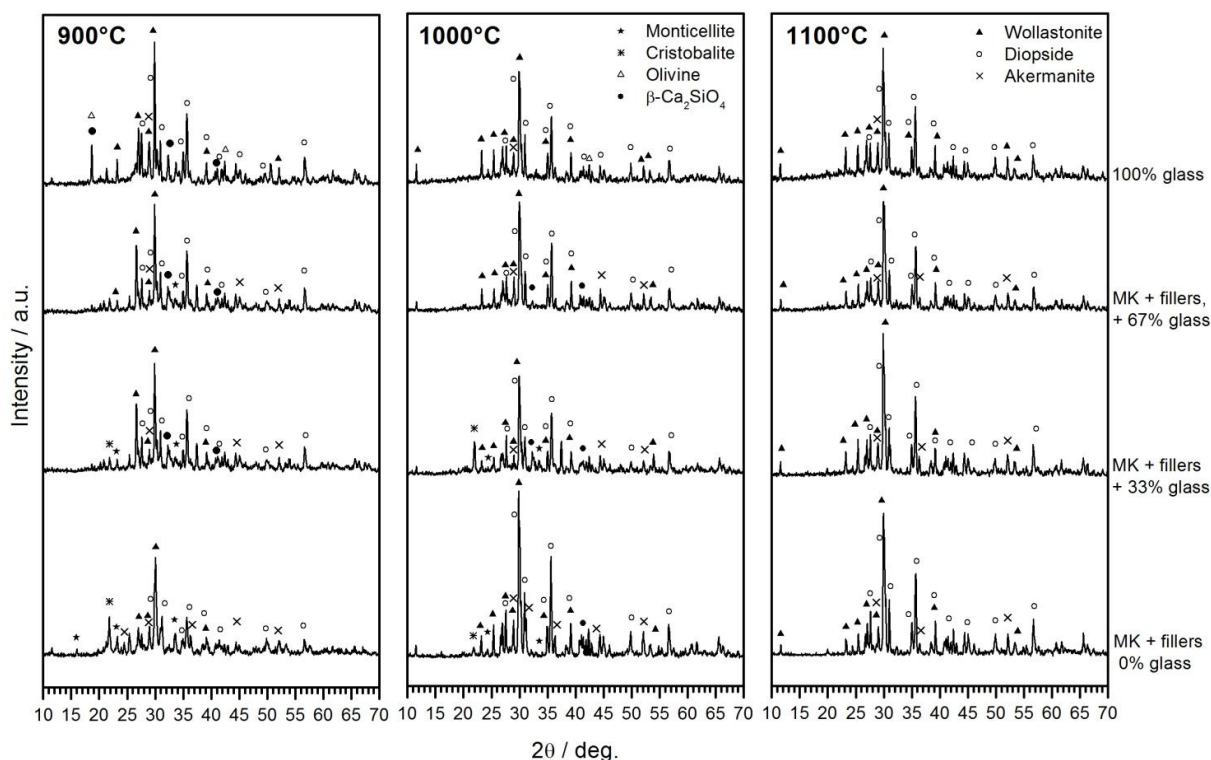 900°C
Monticellite
Cristobalite
Olivine
β-Ca2SiO4
1000°C
1100°C
Wollastonite
Diopside
Akermanite
100% glass
MK + fillers,
+ 67% glass
MK + fillers
+ 33% glass
MK + fillers
0% glass
Intensity / a.u.
10 15 20 25 30 35 40 45 50 55 60 65 70
10 15 20 25 30 35 40 45 50 55 60 65 70
10 15 20 25 30 35 40 45 50 55 60 65 70
2θ / deg.